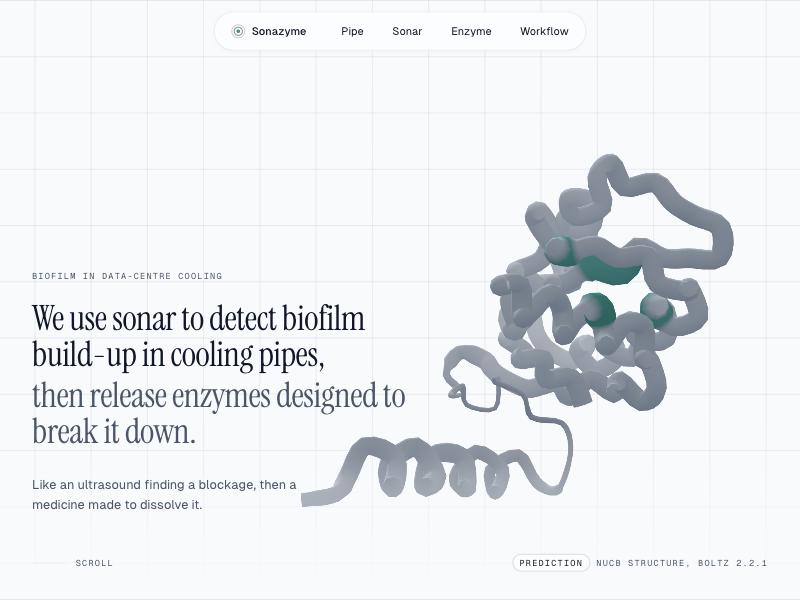 Sonazyme Pipe Sonar Enzyme Workflow
BIOFILM IN DATA-CENTRE COOLING
We use sonar to detect biofilm
build-up in cooling pipes,
then release enzymes designed to
break it down.
Like an ultrasound finding a blockage, then a
medicine made to dissolve it.
SCROLL
PREDICTION NUCB STRUCTURE, BOLTZ 2.2.1